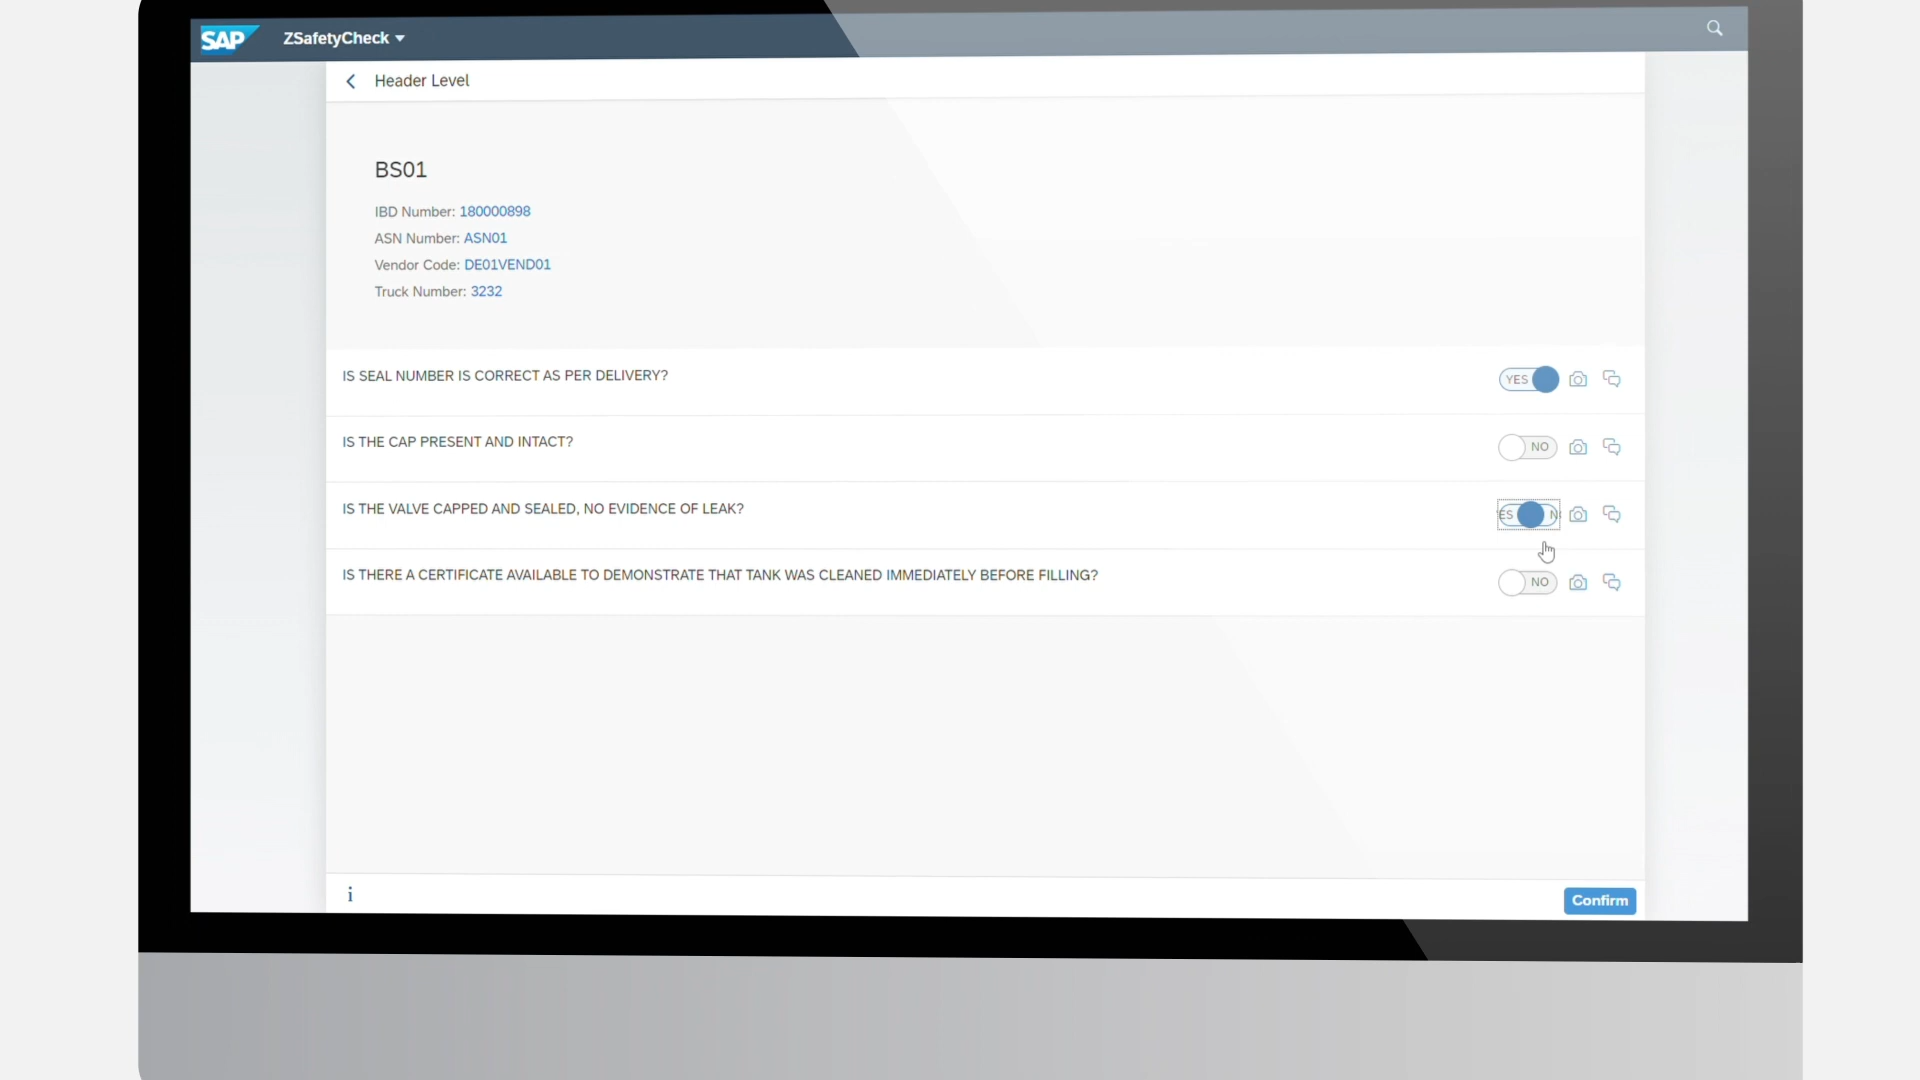 SAP ZSafetyCheck
Header Level
BS01
IBD Number: 180000898
ASN Number: ASN01
Vendor Code: DE01VEND01
Truck Number: 3232
IS SEAL NUMBER IS CORRECT AS PER DELIVERY? YES
IS THE CAP PRESENT AND INTACT? NO
IS THE VALVE CAPPED AND SEALED, NO EVIDENCE OF LEAK? ES N
IS THERE A CERTIFICATE AVAILABLE TO DEMONSTRATE THAT TANK WAS CLEANED IMMEDIATELY BEFORE FILLING? NO
i Confirm